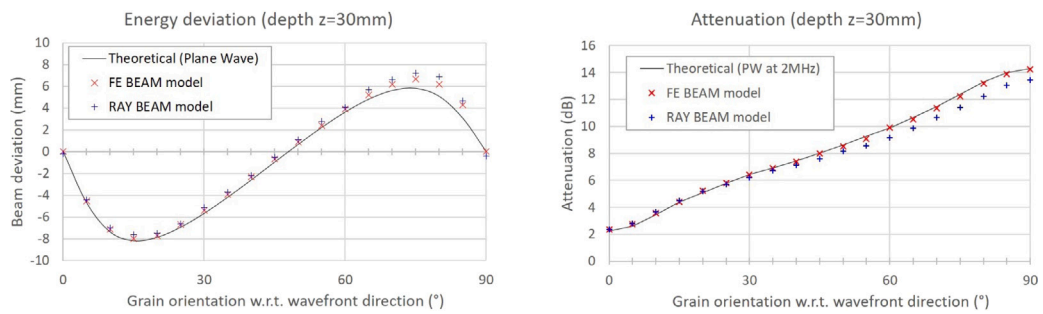 Energy deviation (depth z=30mm)
10
8
6
4
2
0
-2
-4
-6
-8
-10
Beam deviation (mm)
Theoretical (Plane Wave)
FE BEAM model
RAY BEAM model
0
30
60
90
Grain orientation w.r.t. wavefront direction (°)
Attenuation (depth z=30mm)
16
14
12
10
8
6
4
2
0
Attenuation (dB)
Theoretical (PW at 2MHz)
FE BEAM model
RAY BEAM model
0
30
60
90
Grain orientation w.r.t. wavefront direction (°)